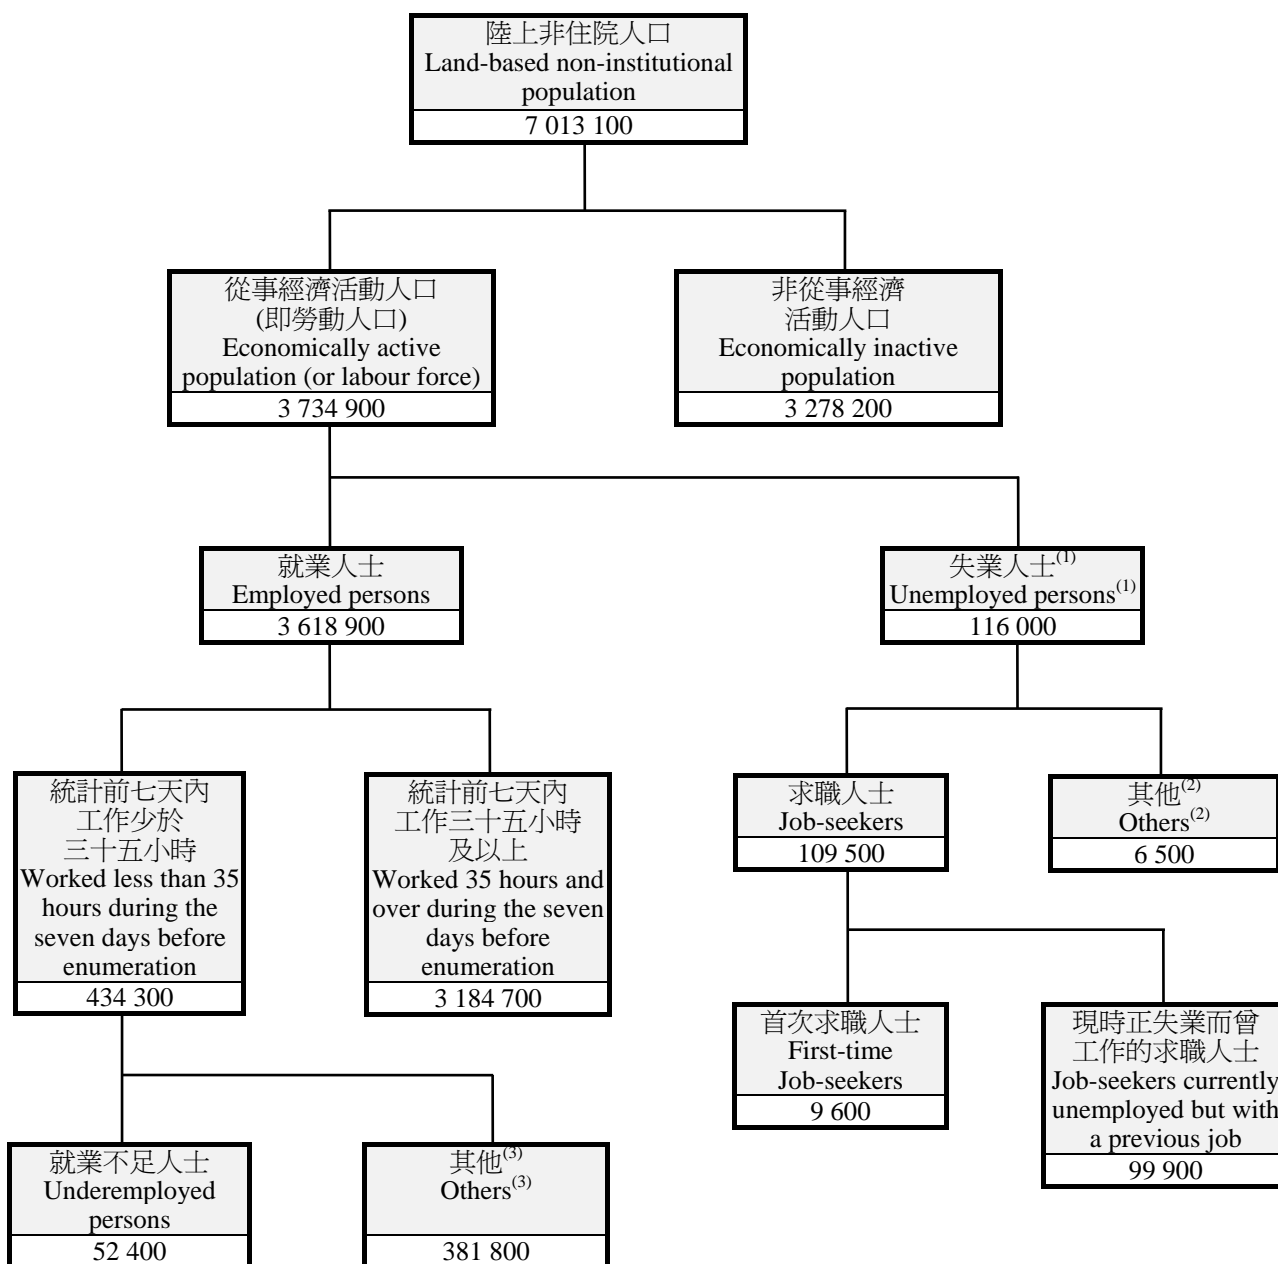 陸上非住院人口
Land-based non-institutional
population
7 013 100
從事經濟活動人口
(即勞動人口)
Economically active
population (or labour force)
3 734 900
非從事經濟
活動人口
Economically inactive
population
3 278 200
就業人士
Employed persons
3 618 900
失業人士(1)
Unemployed persons(1)
116 000
統計前七天內
工作少於
三十五小時
Worked less than 35
hours during the
seven days before
enumeration
434 300
統計前七天內
工作三十五小時
及以上
Worked 35 hours and
over during the seven
days before
enumeration
3 184 700
求職人士
Job-seekers
109 500
其他(2)
Others(2)
6 500
首次求職人士
First-time
Job-seekers
9 600
現時正失業而曾
工作的求職人士
Job-seekers currently
unemployed but with
a previous job
99 900
就業不足人士
Underemployed
persons
52 400
其他(3)
Others(3)
381 800